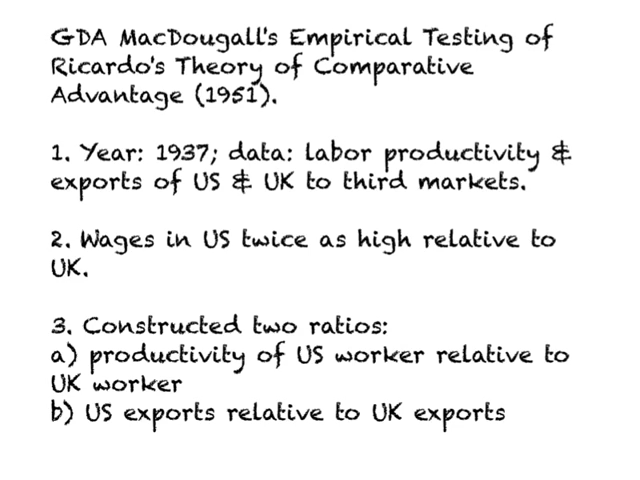 GDA MacDougall's Empirical Testing of
Ricardo's Theory of Comparative
Advantage (1951).
1. Year: 1937; data: labor productivity &
exports of US & UK to third markets.
2. Wages in US twice as high relative to
UK.
3. Constructed two ratios:
a) productivity of US worker relative to
UK worker
b) US exports relative to UK exports